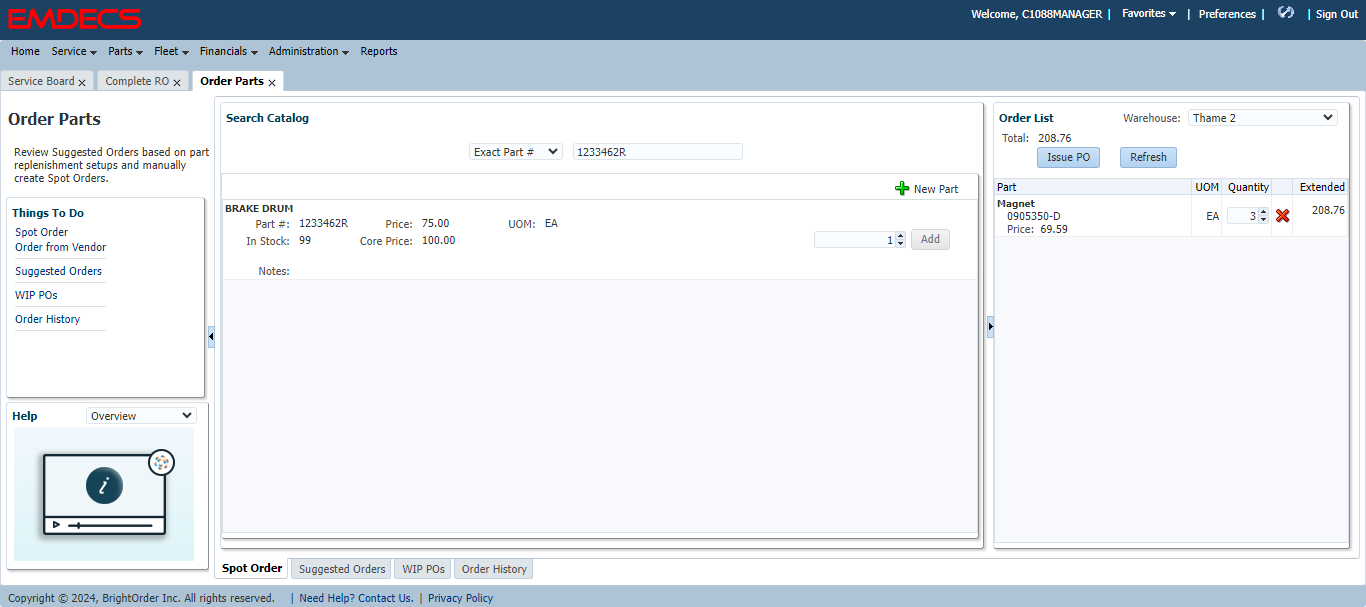 EMDECS
Welcome, C1088MANAGER | Favorites | Preferences | | Sign Out
Home Service Parts Fleet Financials Administration Reports
Service Board x Complete RO x Order Parts x
Order Parts
Review Suggested Orders based on part
replenishment setups and manually
create Spot Orders.
Things To Do
Spot Order
Order from Vendor
Suggested Orders
WIP POs
Order History
Help Overview
i
Search Catalog
Exact Part # 1233462R
New Part
BRAKE DRUM
Part #: 1233462R Price: 75.00 UOM: EA
In Stock: 99 Core Price: 100.00 1 Add
Notes:
Order List Warehouse: Thame 2
Total: 208.76
Issue PO Refresh
Part UOM Quantity Extended
Magnet
0905350-D EA 3 208.76
Price: 69.59
Spot Order Suggested Orders WIP POs Order History
Copyright © 2024, BrightOrder Inc. All rights reserved. | Need Help? Contact Us. | Privacy Policy